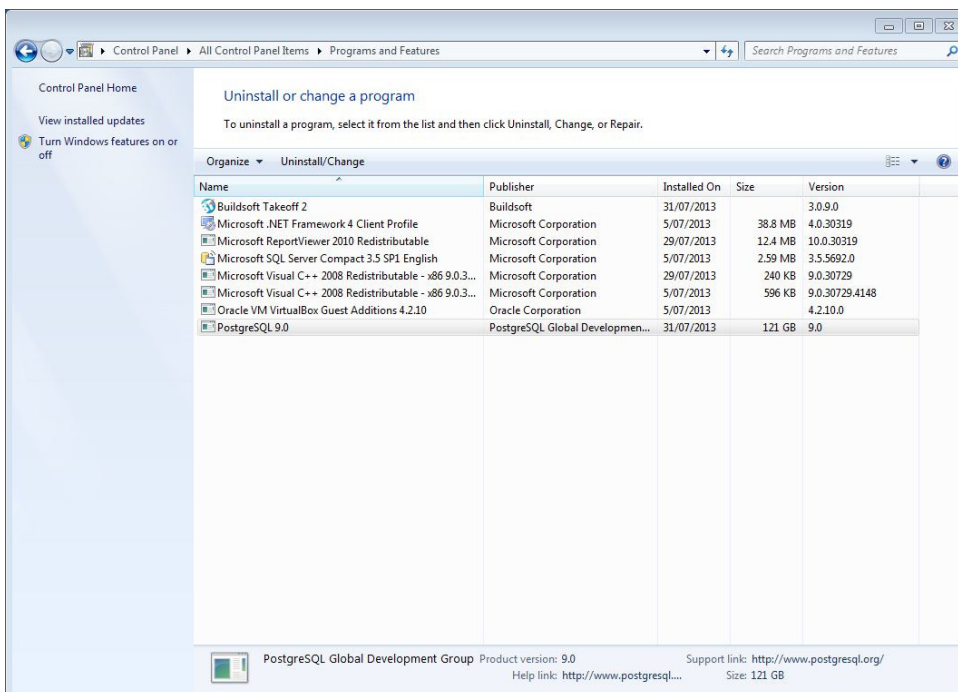 Control Panel ▸ All Control Panel Items ▸ Programs and Features
Search Programs and Features
Control Panel Home
View installed updates
Turn Windows features on or
off
Uninstall or change a program
To uninstall a program, select it from the list and then click Uninstall, Change, or Repair.
Organize Uninstall/Change
Name Publisher Installed On Size Version
Buildsoft Takeoff 2 Buildsoft 31/07/2013 3.0.9.0
Microsoft .NET Framework 4 Client Profile Microsoft Corporation 5/07/2013 38.8 MB 4.0.30319
Microsoft ReportViewer 2010 Redistributable Microsoft Corporation 29/07/2013 12.4 MB 10.0.30319
Microsoft SQL Server Compact 3.5 SP1 English Microsoft Corporation 5/07/2013 2.59 MB 3.5.5692.0
Microsoft Visual C++ 2008 Redistributable - x86 9.0.3... Microsoft Corporation 29/07/2013 240 KB 9.0.30729
Microsoft Visual C++ 2008 Redistributable - x86 9.0.3... Microsoft Corporation 5/07/2013 596 KB 9.0.30729.4148
Oracle VM VirtualBox Guest Additions 4.2.10 Oracle Corporation 5/07/2013 4.2.10.0
PostgreSQL 9.0 PostgreSQL Global Developmen... 31/07/2013 121 GB 9.0
PostgreSQL Global Development Group Product version: 9.0 Support link: http://www.postgresql.org/
Help link: http://www.postgresql.... Size: 121 GB